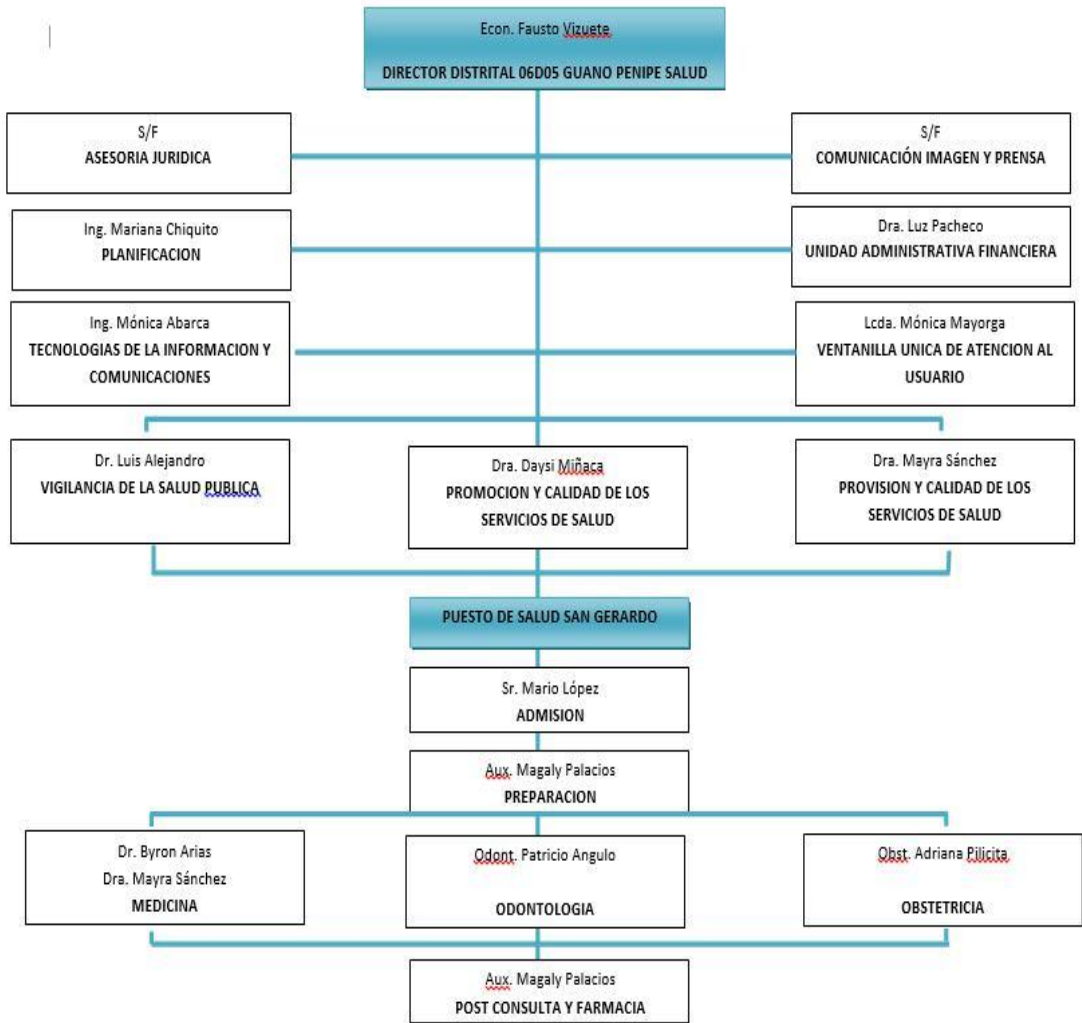 Econ. Fausto Vizuete
DIRECTOR DISTRITAL 06D05 GUANO PENIPE SALUD
S/F
ASESORIA JURIDICA
S/F
COMUNICACIÓN IMAGEN Y PRENSA
Ing. Mariana Chiquito
PLANIFICACION
Dra. Luz Pacheco
UNIDAD ADMINISTRATIVA FINANCIERA
Ing. Mónica Abarca
TECNOLOGIAS DE LA INFORMACION Y
COMUNICACIONES
Lcda. Mónica Mayorga
VENTANILLA UNICA DE ATENCION AL
USUARIO
Dr. Luis Alejandro
VIGILANCIA DE LA SALUD PUBLICA
Dra. Daysi Miñaca
PROMOCION Y CALIDAD DE LOS
SERVICIOS DE SALUD
Dra. Mayra Sánchez
PROVISION Y CALIDAD DE LOS
SERVICIOS DE SALUD
PUESTO DE SALUD SAN GERARDO
Sr. Mario López
ADMISION
Aux. Magaly Palacios
PREPARACION
Dr. Byron Arias
Dra. Mayra Sánchez
MEDICINA
Odont. Patricio Angulo
ODONTOLOGIA
Obst. Adriana Pilicita
OBSTETRICIA
Aux. Magaly Palacios
POST CONSULTA Y FARMACIA